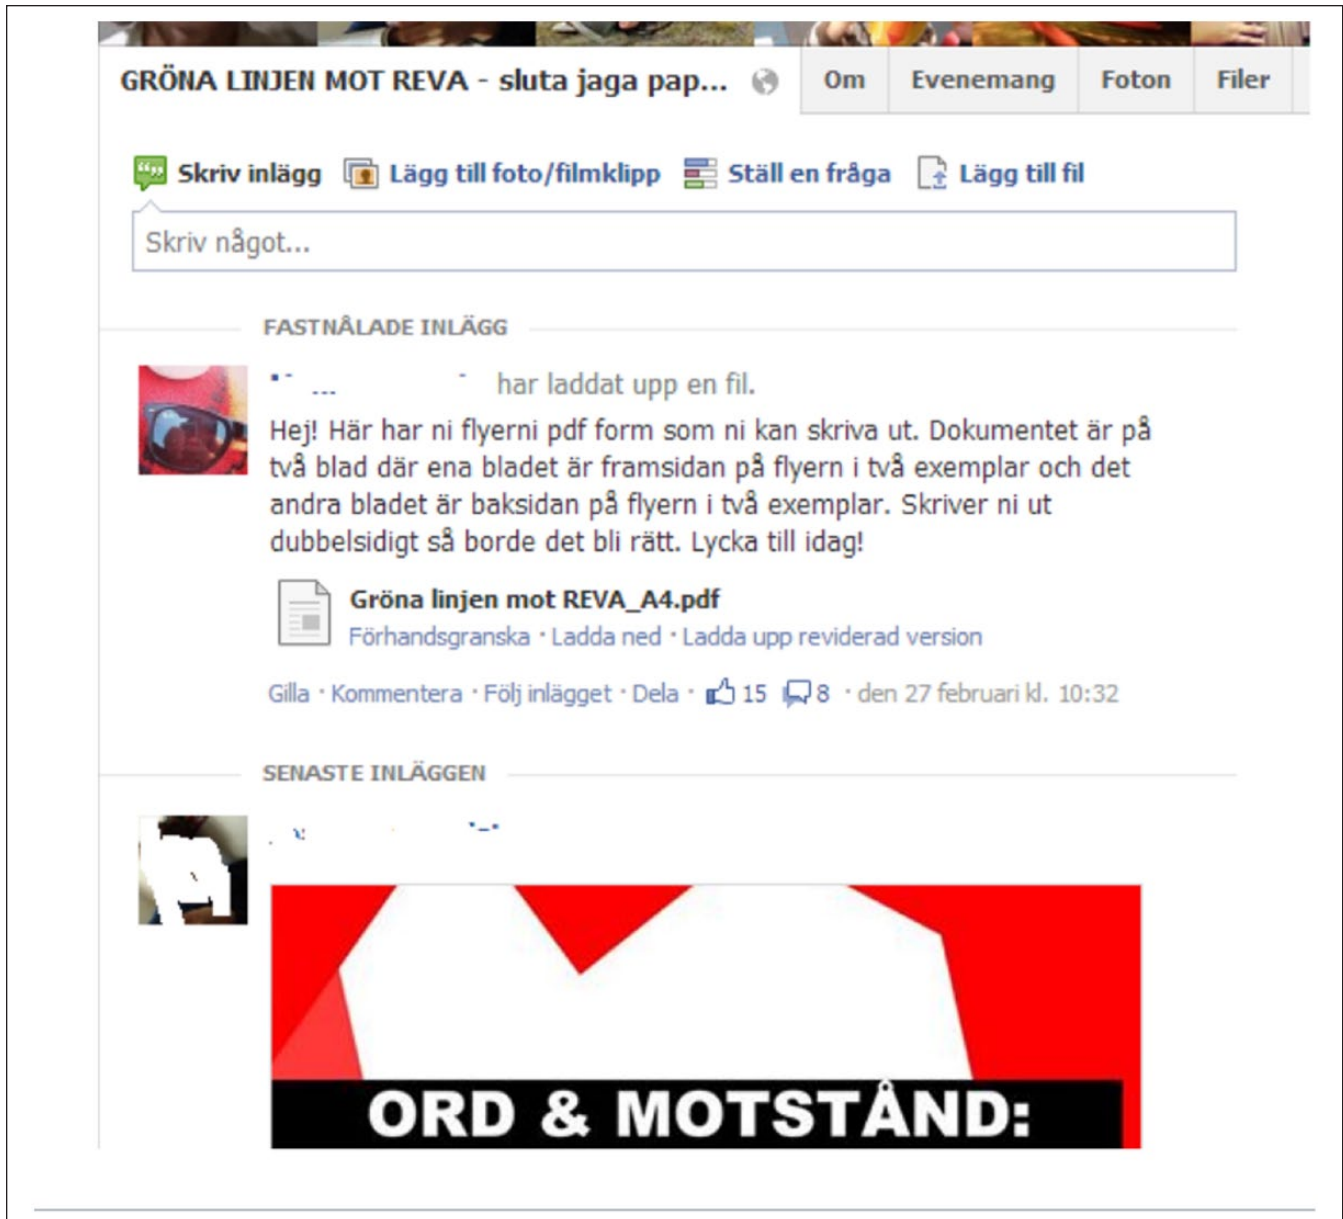 GRÖNA LINJEN MOT REVA - sluta jaga pap...
Om
Evenemang
Foton
Filer
Skriv inlägg
Lägg till foto/filmklipp
Ställ en fråga
Lägg till fil
Skriv något...
FASTNÅLADE INLÄGG
har laddat upp en fil.
Hej! Här har ni flyerni pdf form som ni kan skriva ut. Dokumentet är på
två blad där ena bladet är framsidan på flyern i två exemplar och det
andra bladet är baksidan på flyern i två exemplar. Skriver ni ut
dubbelsidigt så borde det bli rätt. Lycka till idag!
Gröna linjen mot REVA_A4.pdf
Förhandsgranska · Ladda ned · Ladda upp reviderad version
Gilla · Kommentera · Följ inlägget · Dela · 15 8 · den 27 februari kl. 10:32
SENASTE INLÄGGEN
ORD & MOTSTÅND: